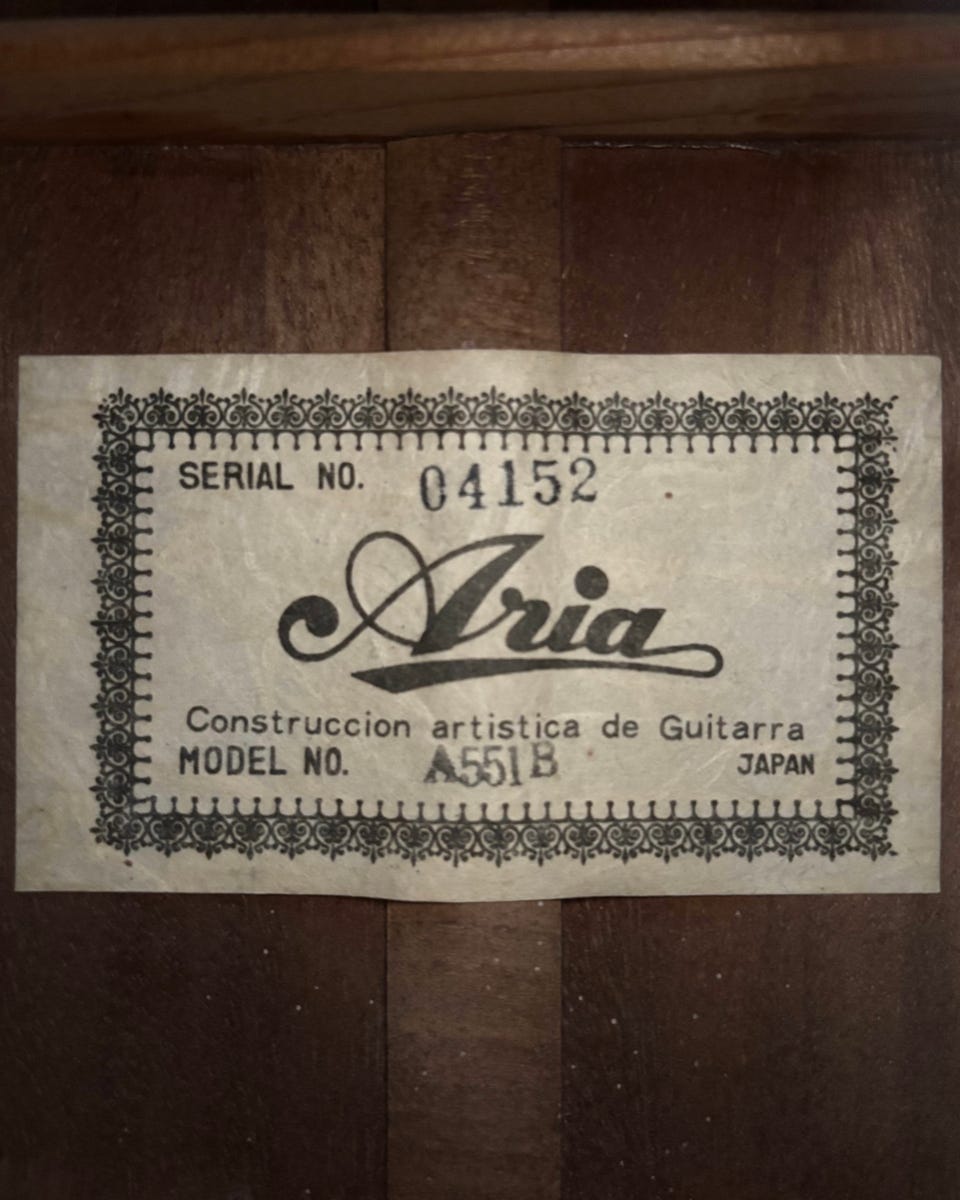 SERIAL NO. 04152
Aria
Construccion artistica de Guitarra
MODEL NO. A551B JAPAN